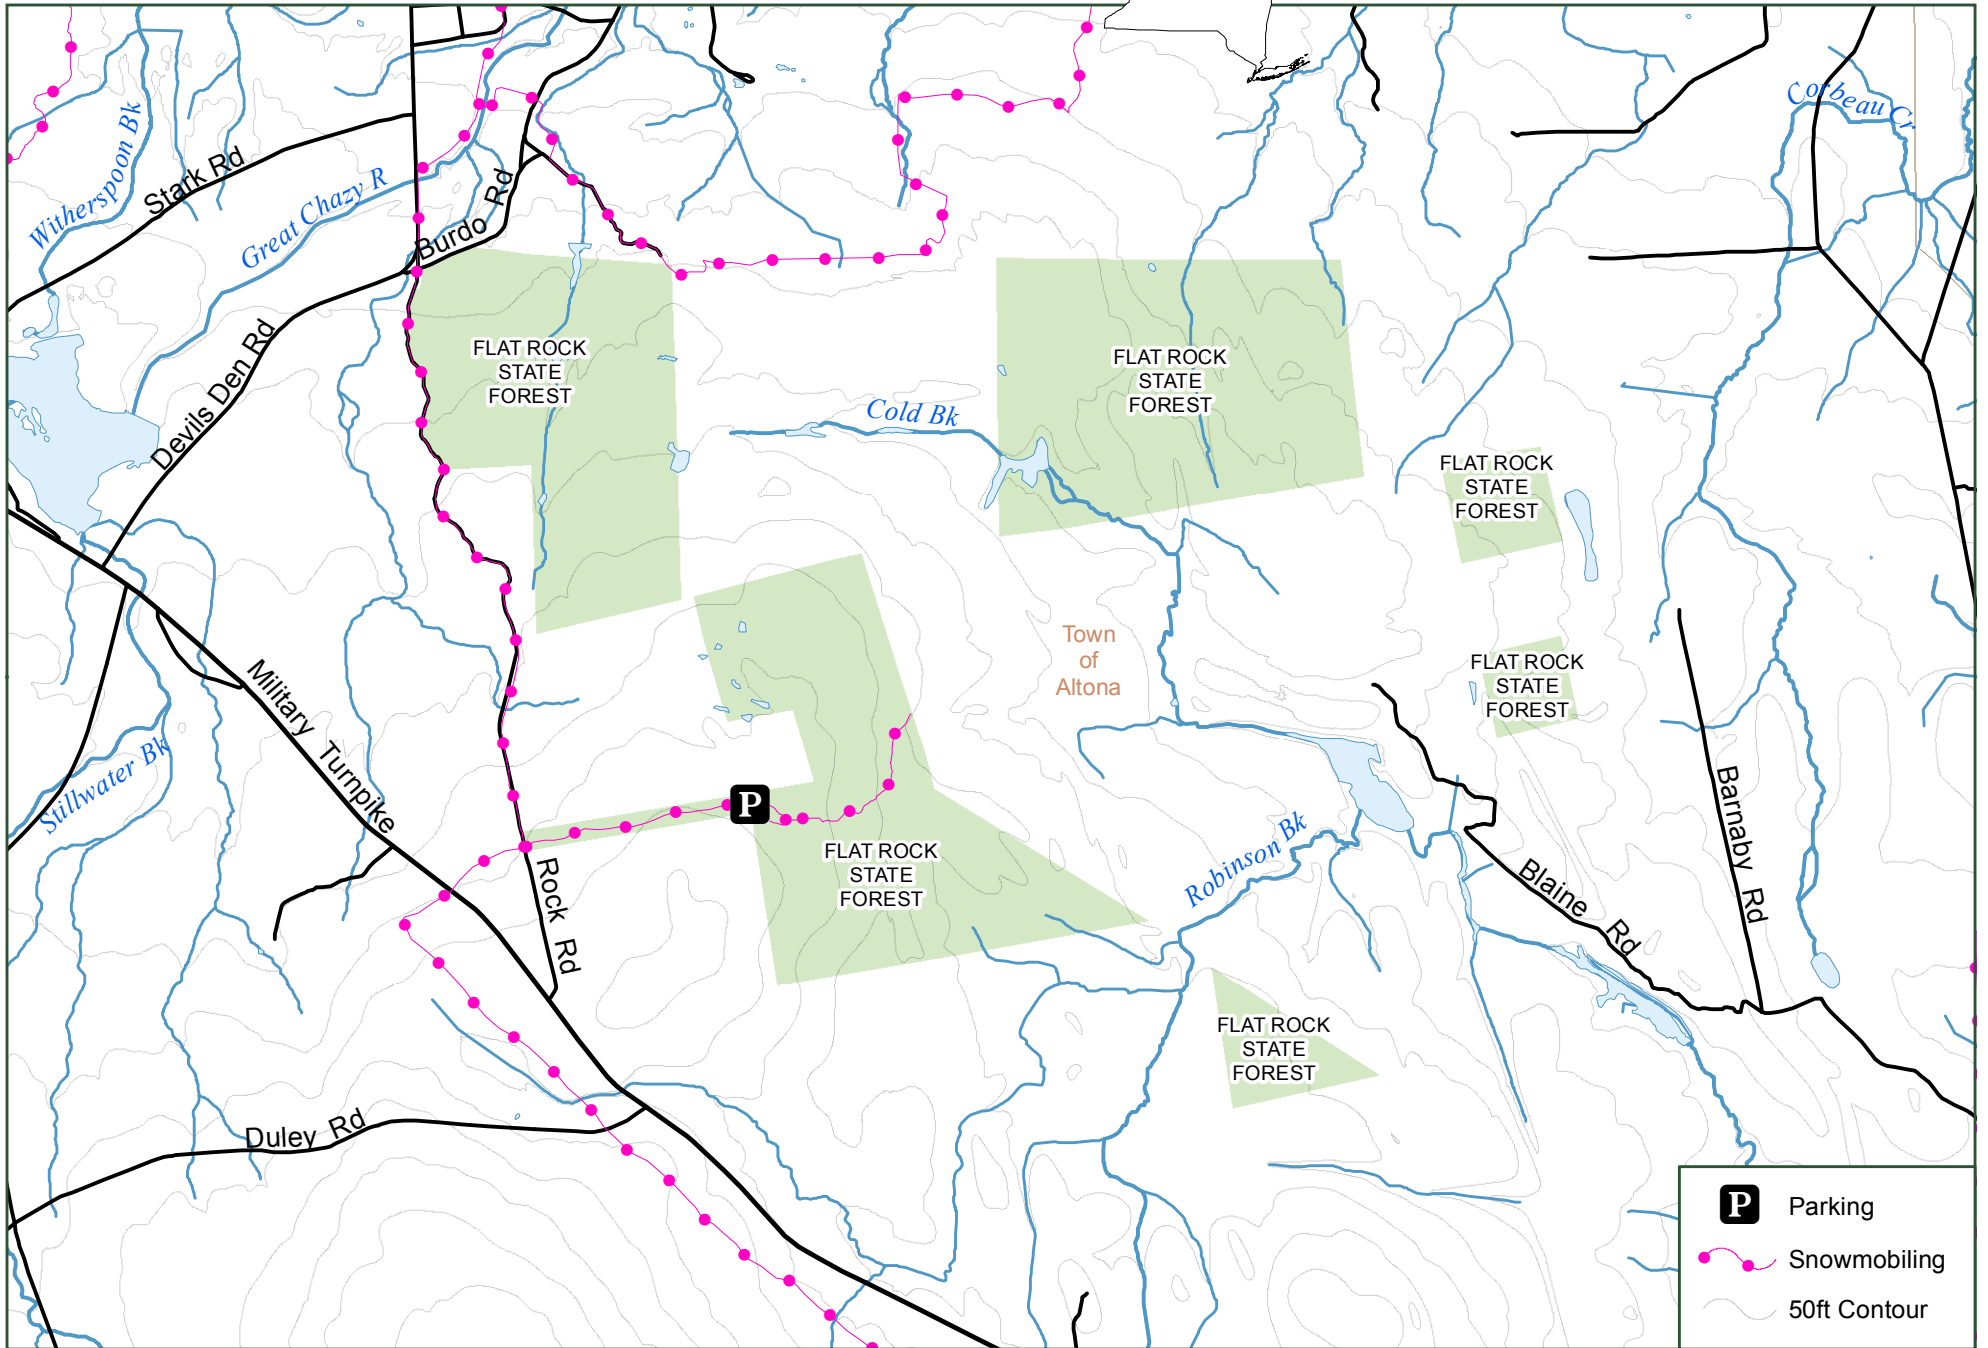 Corbeau Cr
Witherspoon Bk
Stark Rd
Great Chazy R
Burdo Rd
Devils Den Rd
FLAT ROCK
STATE
FOREST
FLAT ROCK
STATE
FOREST
Cold Bk
FLAT ROCK
STATE
FOREST
Town
of
Altona
FLAT ROCK
STATE
FOREST
Military Turnpike
Stillwater Bk
P
FLAT ROCK
STATE
FOREST
Rock Rd
Robinson Bk
Blaine Rd
Barnaby Rd
FLAT ROCK
STATE
FOREST
Duley Rd
P Parking
Snowmobiling
50ft Contour